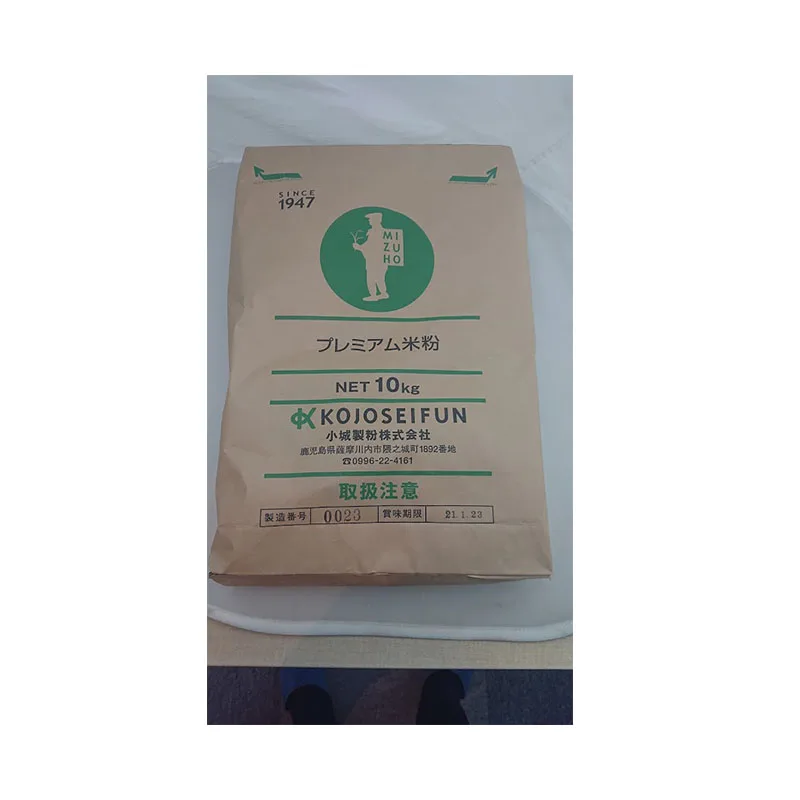 SINCE
1947
MI
ZU
HO
プレミアム米粉
NET 10kg
KOJOSEIFUN
小城製粉株式会社
鹿児島県薩摩川内市隈之城町1892番地
☎0996-22-4161
取扱注意
製造番号 0023 賞味期限 21.1.23